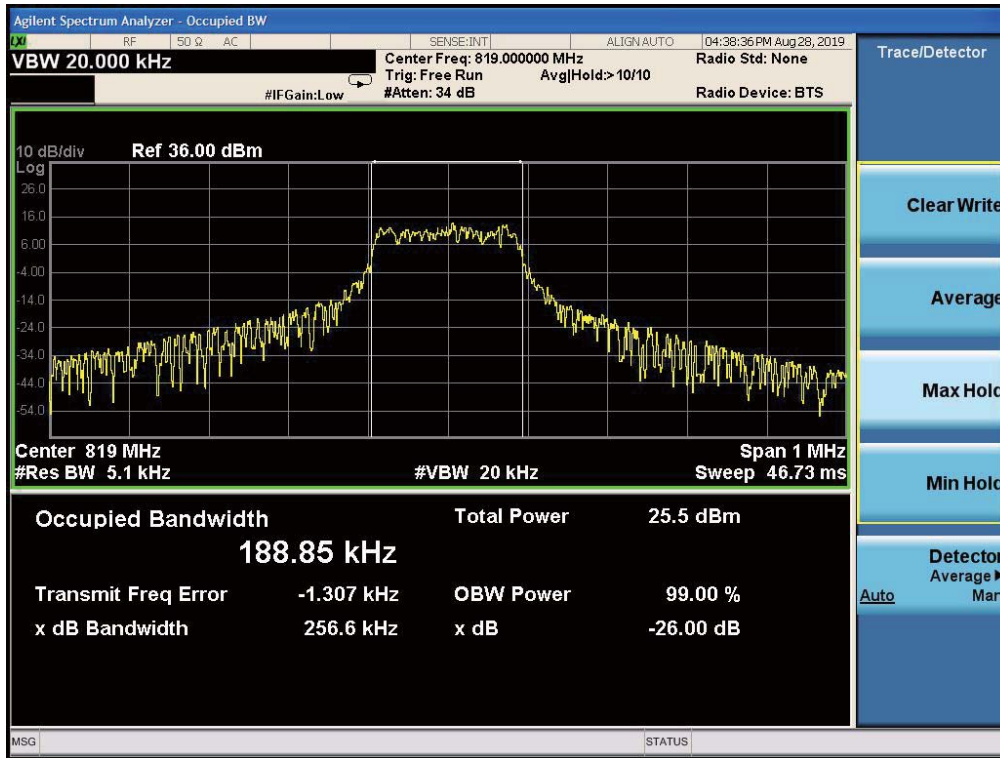 Agilent Spectrum Analyzer - Occupied BW
LXI RF 50 Ω AC SENSE:INT ALIGN AUTO 04:38:36 PM Aug 28, 2019
VBW 20.000 kHz
Center Freq: 819.000000 MHz
Radio Std: None
Trig: Free Run Avg|Hold:> 10/10
#IFGain:Low
#Atten: 34 dB
Radio Device: BTS
10 dB/div Ref 36.00 dBm
Log
26.0
16.0
6.00
-4.00
-14.0
-24.0
-34.0
-44.0
-54.0
Center 819 MHz Span 1 MHz
#Res BW 5.1 kHz #VBW 20 kHz Sweep 46.73 ms
Occupied Bandwidth Total Power 25.5 dBm
188.85 kHz
Transmit Freq Error -1.307 kHz OBW Power 99.00 %
x dB Bandwidth 256.6 kHz x dB -26.00 dB
MSG STATUS
Trace/Detector
Clear Write
Average
Max Hold
Min Hold
Detector
Average
Auto Man